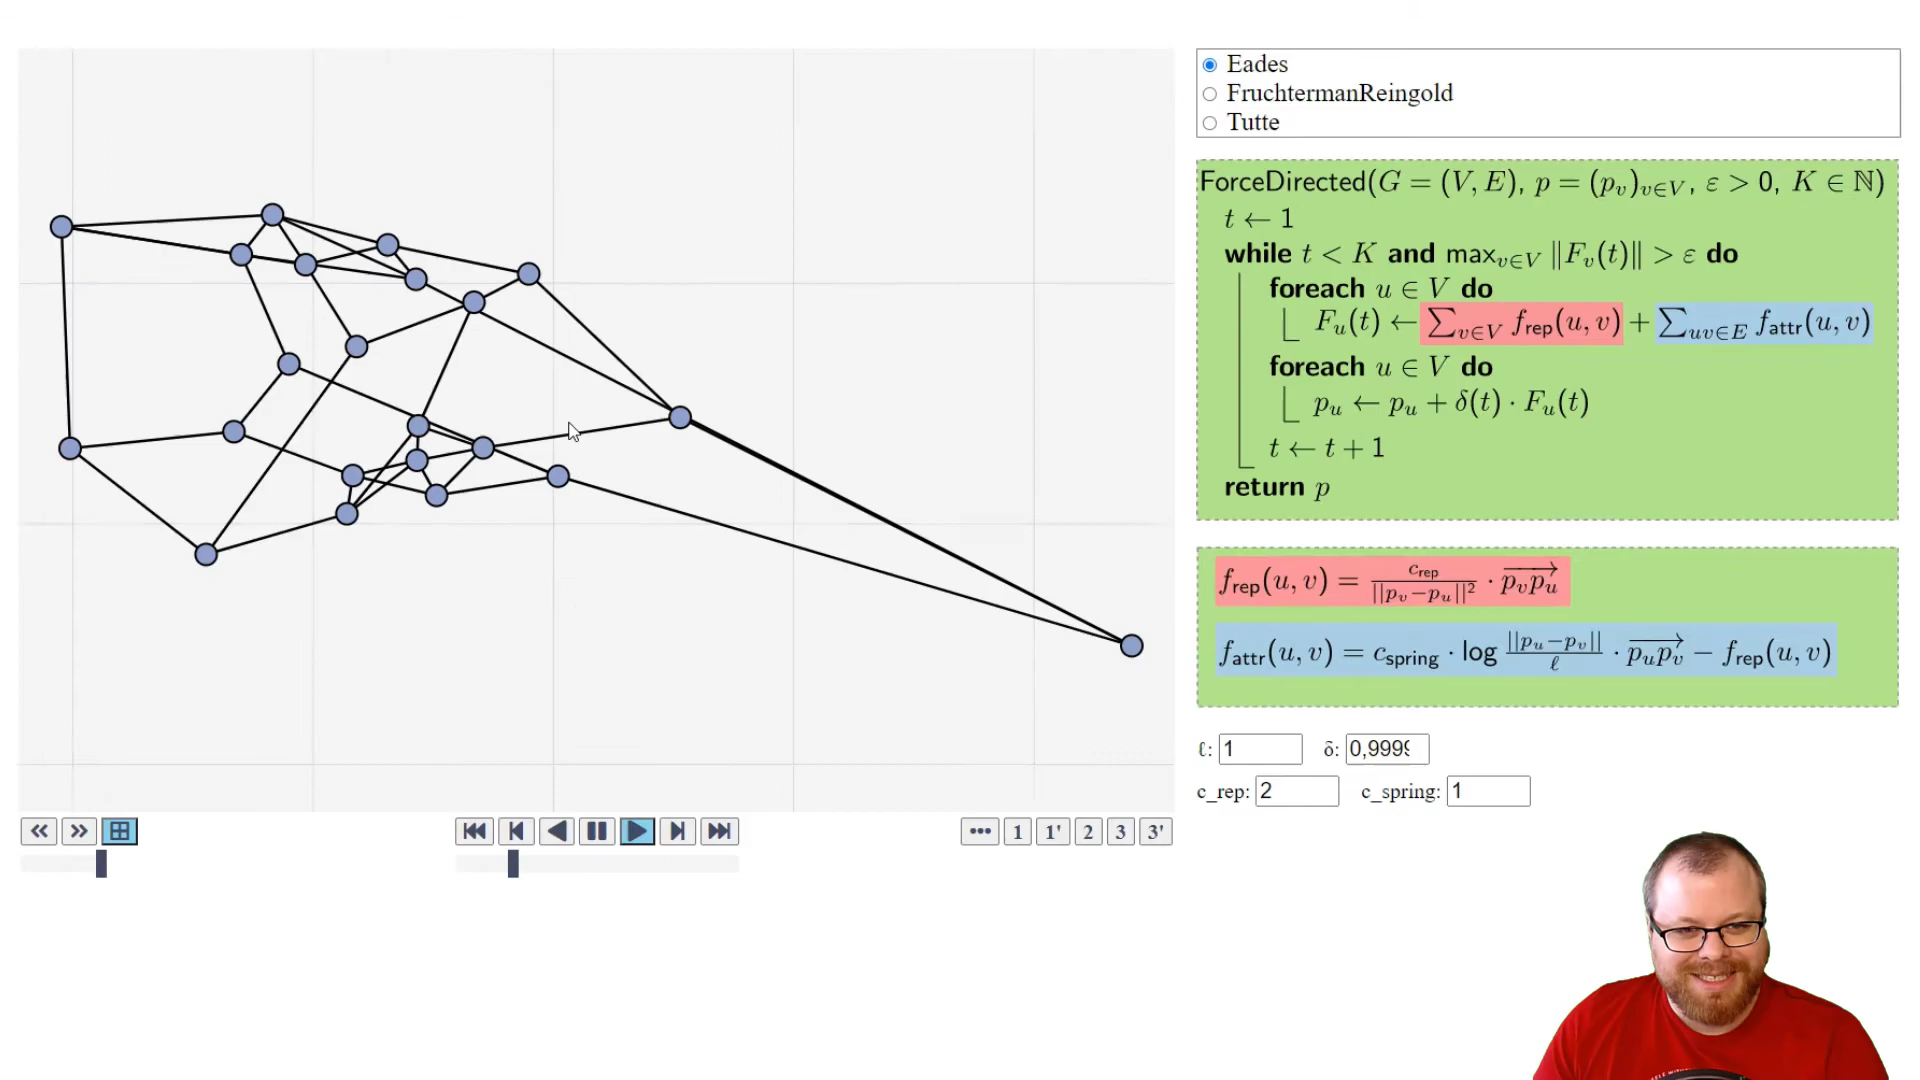 Eades
FruchtermanReingold
Tutte
ForceDirected(G = (V, E), p = (p_v)_{v∈V}, ε > 0, K ∈ ℕ)
t ← 1
while t < K and max_{v∈V} ‖F_v(t)‖ > ε do
foreach u ∈ V do
F_u(t) ← ∑_{v∈V} f_rep(u, v) + ∑_{uv∈E} f_attr(u, v)
foreach u ∈ V do
p_u ← p_u + δ(t) · F_u(t)
t ← t + 1
return p
f_rep(u, v) = c_rep / ||p_v − p_u||² · \overrightarrow{p_v p_u}
f_attr(u, v) = c_spring · log ||p_u − p_v|| / ℓ · \overrightarrow{p_u p_v} − f_rep(u, v)
ℓ: 1 δ: 0,999
c_rep: 2 c_spring: 1
••• 1 1' 2 3 3'